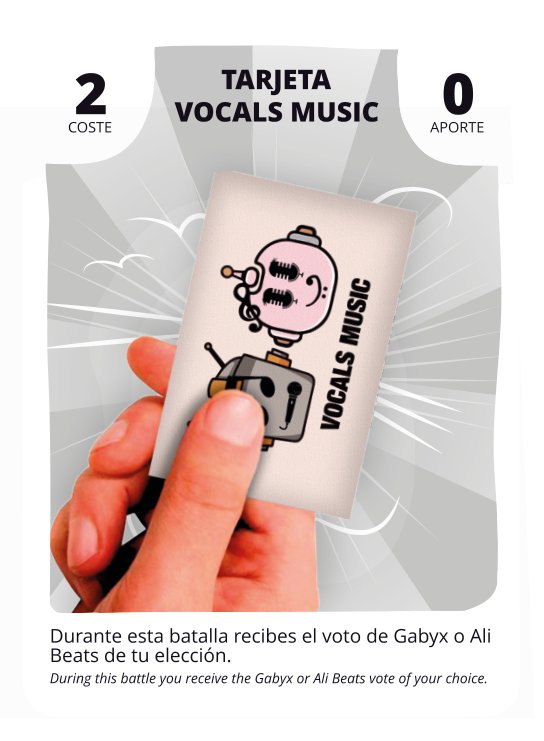 TARJETA
VOCALS MUSIC
2
COSTE
0
APORTE
VOCALS MUSIC
Durante esta batalla recibes el voto de Gabyx o Ali
Beats de tu elección.
During this battle you receive the Gabyx or Ali Beats vote of your choice.